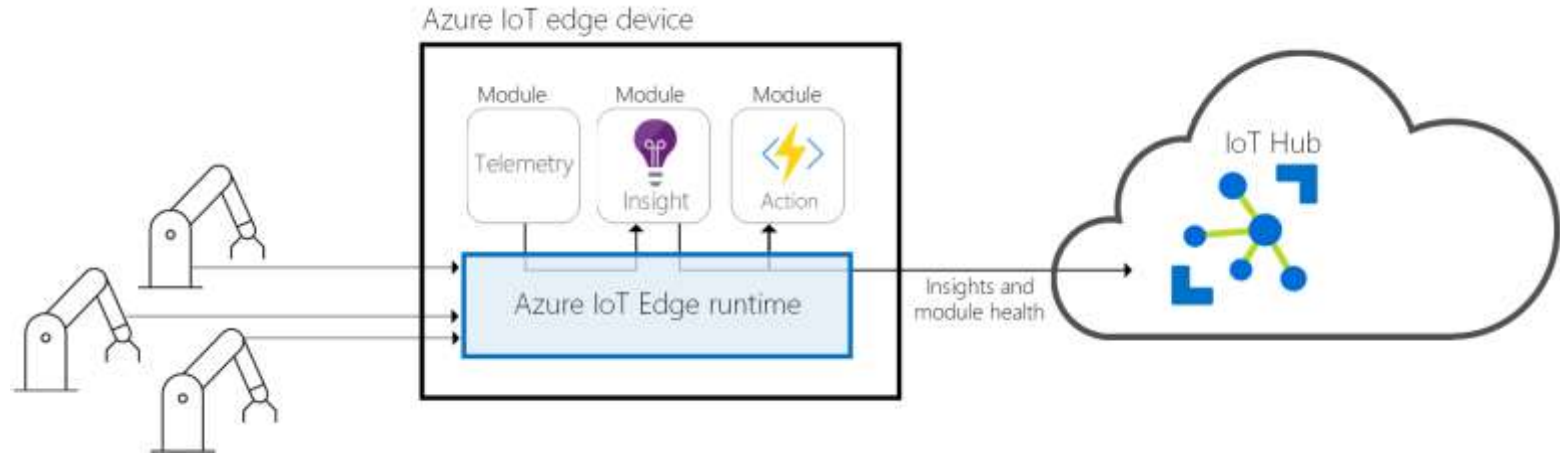 Azure IoT edge device
Module
Module
Module
Telemetry
Insight
Action
IoT Hub
Azure IoT Edge runtime
Insights and
module health